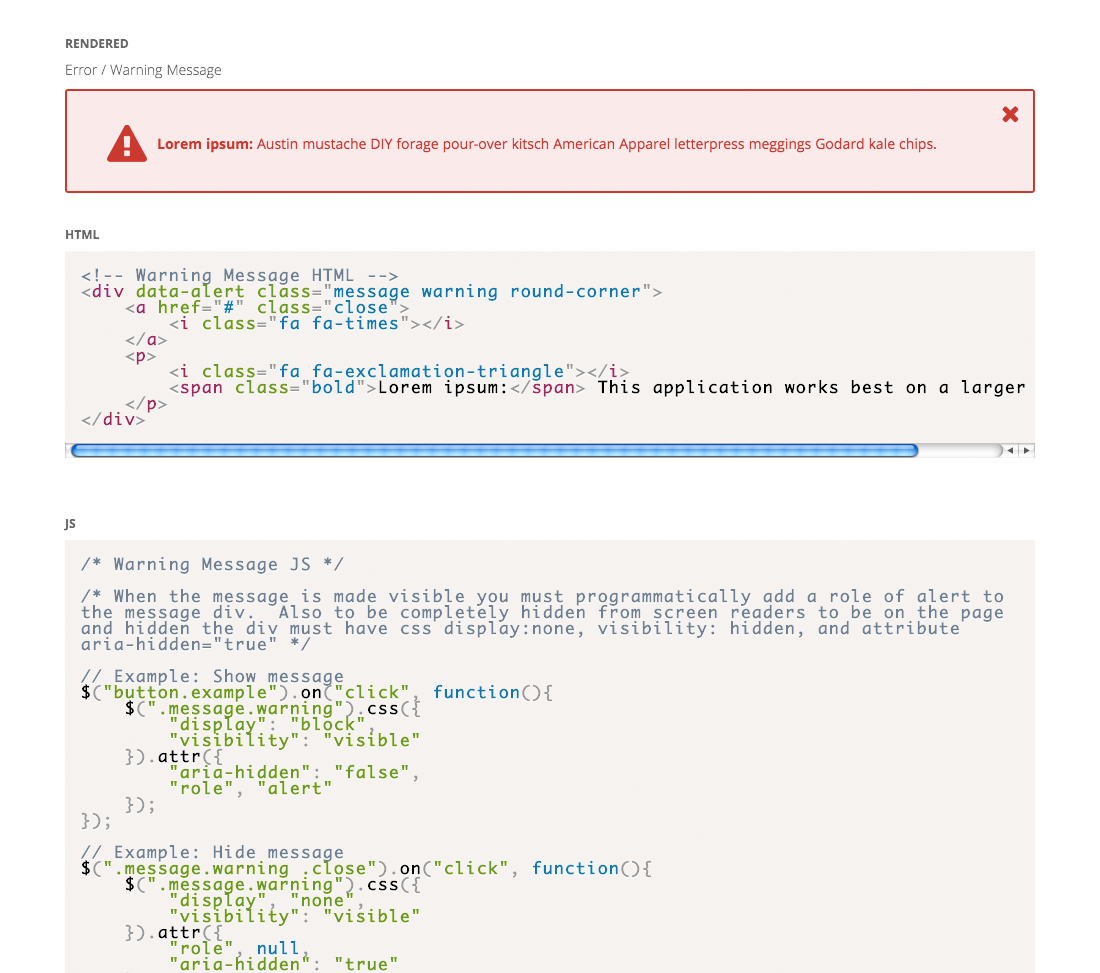 RENDERED
Error / Warning Message
Lorem ipsum: Austin mustache DIY forage pour-over kitsch American Apparel letterpress meggings Godard kale chips.
HTML
<!-- Warning Message HTML -->
<div data-alert class="message warning round-corner">
    <a href="#" class="close">
        <i class="fa fa-times"></i>
    </a>
    <p>
        <i class="fa fa-exclamation-triangle"></i>
        <span class="bold">Lorem ipsum:</span> This application works best on a larger
    </p>
</div>
JS
/* Warning Message JS */
/* When the message is made visible you must programmatically add a role of alert to
the message div.  Also to be completely hidden from screen readers to be on the page
and hidden the div must have css display:none, visibility: hidden, and attribute
aria-hidden="true" */
// Example: Show message
$("button.example").on("click", function(){
    $(".message.warning").css({
        "display": "block",
        "visibility": "visible"
    }).attr({
        "aria-hidden": "false",
        "role", "alert"
    });
});
// Example: Hide message
$(".message.warning .close").on("click", function(){
    $(".message.warning").css({
        "display", "none",
        "visibility": "visible"
    }).attr({
        "role", null,
        "aria-hidden": "true"